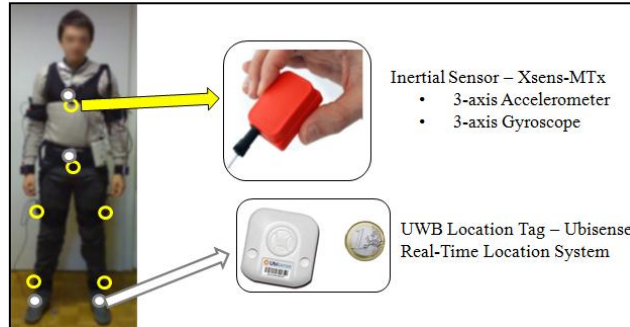 Inertial Sensor – Xsens-MTx
• 3-axis Accelerometer
• 3-axis Gyroscope
UWB Location Tag – Ubisense
Real-Time Location System